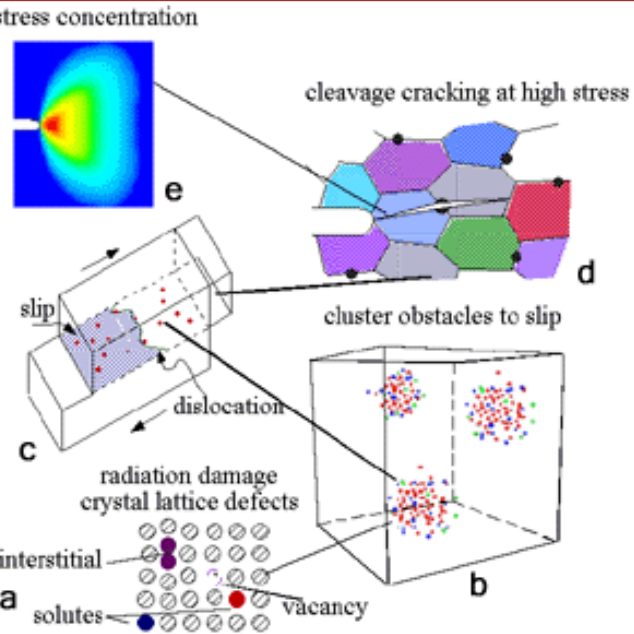 stress concentration
cleavage cracking at high stress
e
d
slip
cluster obstacles to slip
dislocation
c
radiation damage
crystal lattice defects
interstitial
b
a
vacancy
solutes